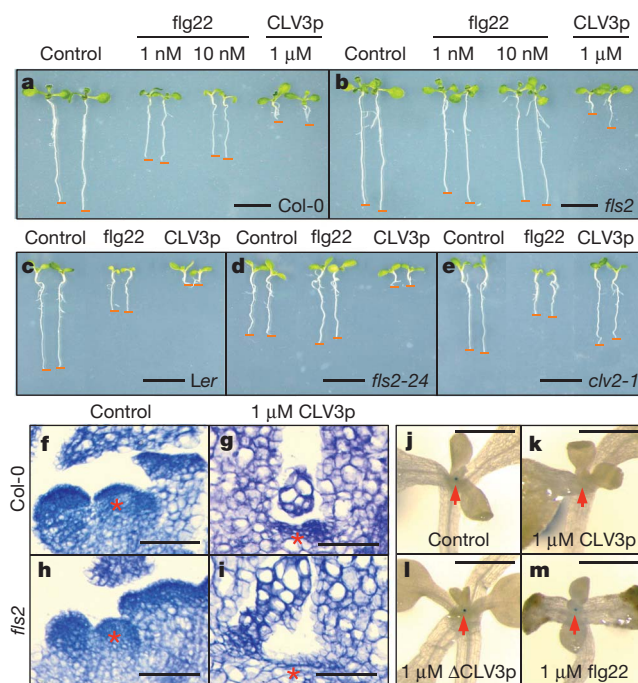 flg22 CLV3p flg22 CLV3p
Control 1 nM 10 nM 1 μM Control 1 nM 10 nM 1 μM
a Col-0 b fls2
Control flg22 CLV3p Control flg22 CLV3p Control flg22 CLV3p
c Ler d fls2-24 e clv2-1
Control 1 μM CLV3p
Col-0 f g j Control k 1 μM CLV3p
fls2 h i l 1 μM ΔCLV3p m 1 μM flg22